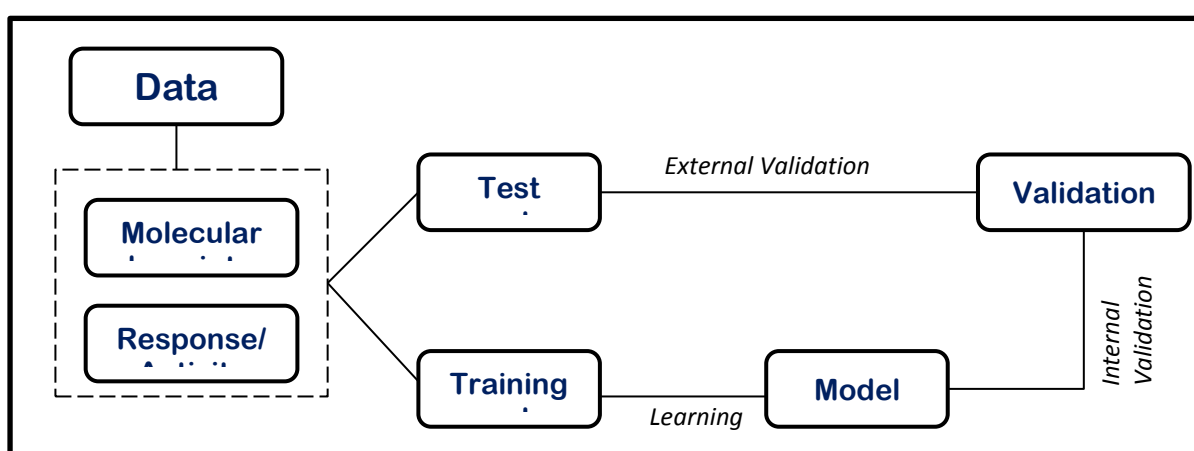 Data
Molecular
Response/
Test
Training
External Validation
Learning
Model
Validation
Internal
Validation